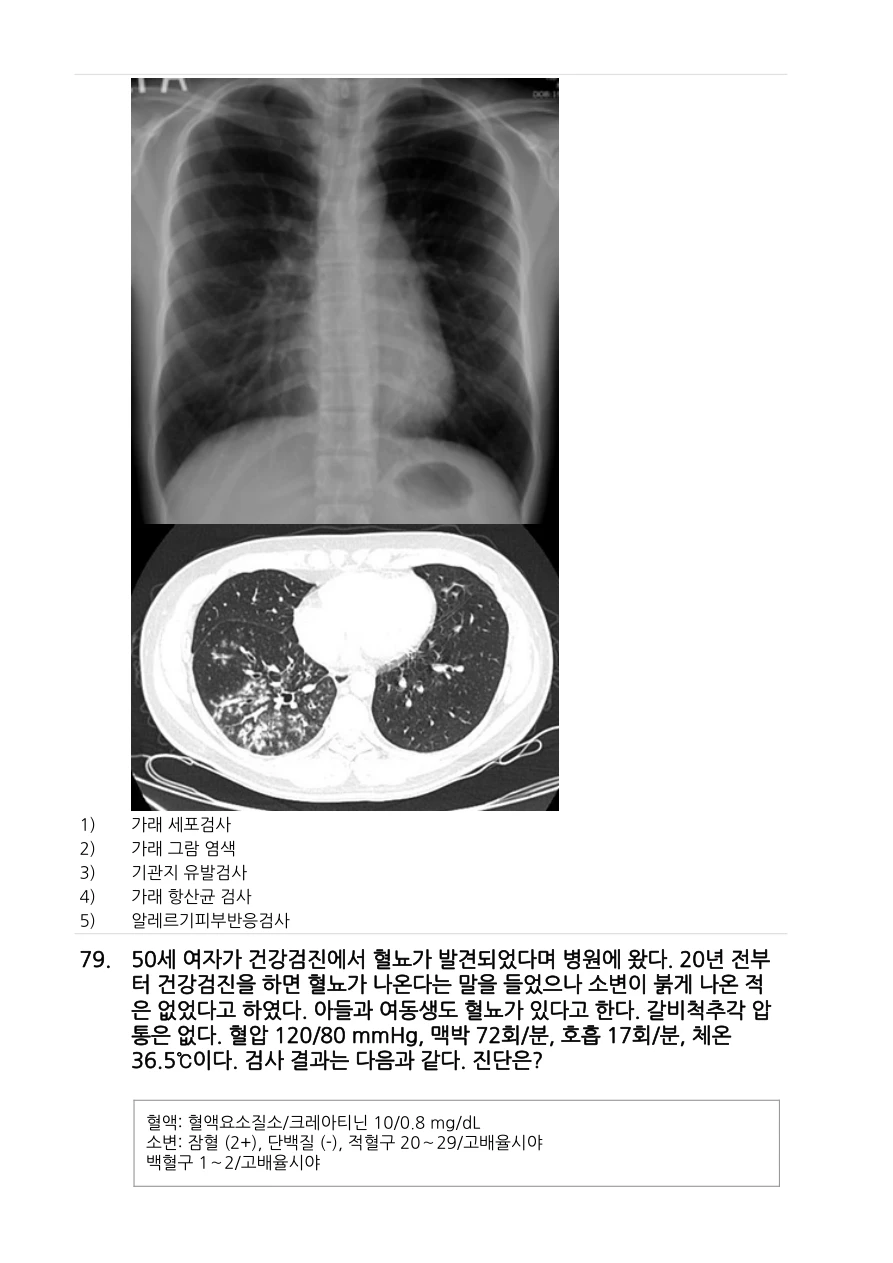 DOB: 19
1) 가래 세포검사
2) 가래 그람 염색
3) 기관지 유발검사
4) 가래 항산균 검사
5) 알레르기피부반응검사
79. 50세 여자가 건강검진에서 혈뇨가 발견되었다며 병원에 왔다. 20년 전부
터 건강검진을 하면 혈뇨가 나온다는 말을 들었으나 소변이 붉게 나온 적
은 없었다고 하였다. 아들과 여동생도 혈뇨가 있다고 한다. 갈비척추각 압
통은 없다. 혈압 120/80 mmHg, 맥박 72회/분, 호흡 17회/분, 체온
36.5℃이다. 검사 결과는 다음과 같다. 진단은?
혈액: 혈액요소질소/크레아티닌 10/0.8 mg/dL
소변: 잠혈 (2+), 단백질 (-), 적혈구 20~29/고배율시야
백혈구 1~2/고배율시야